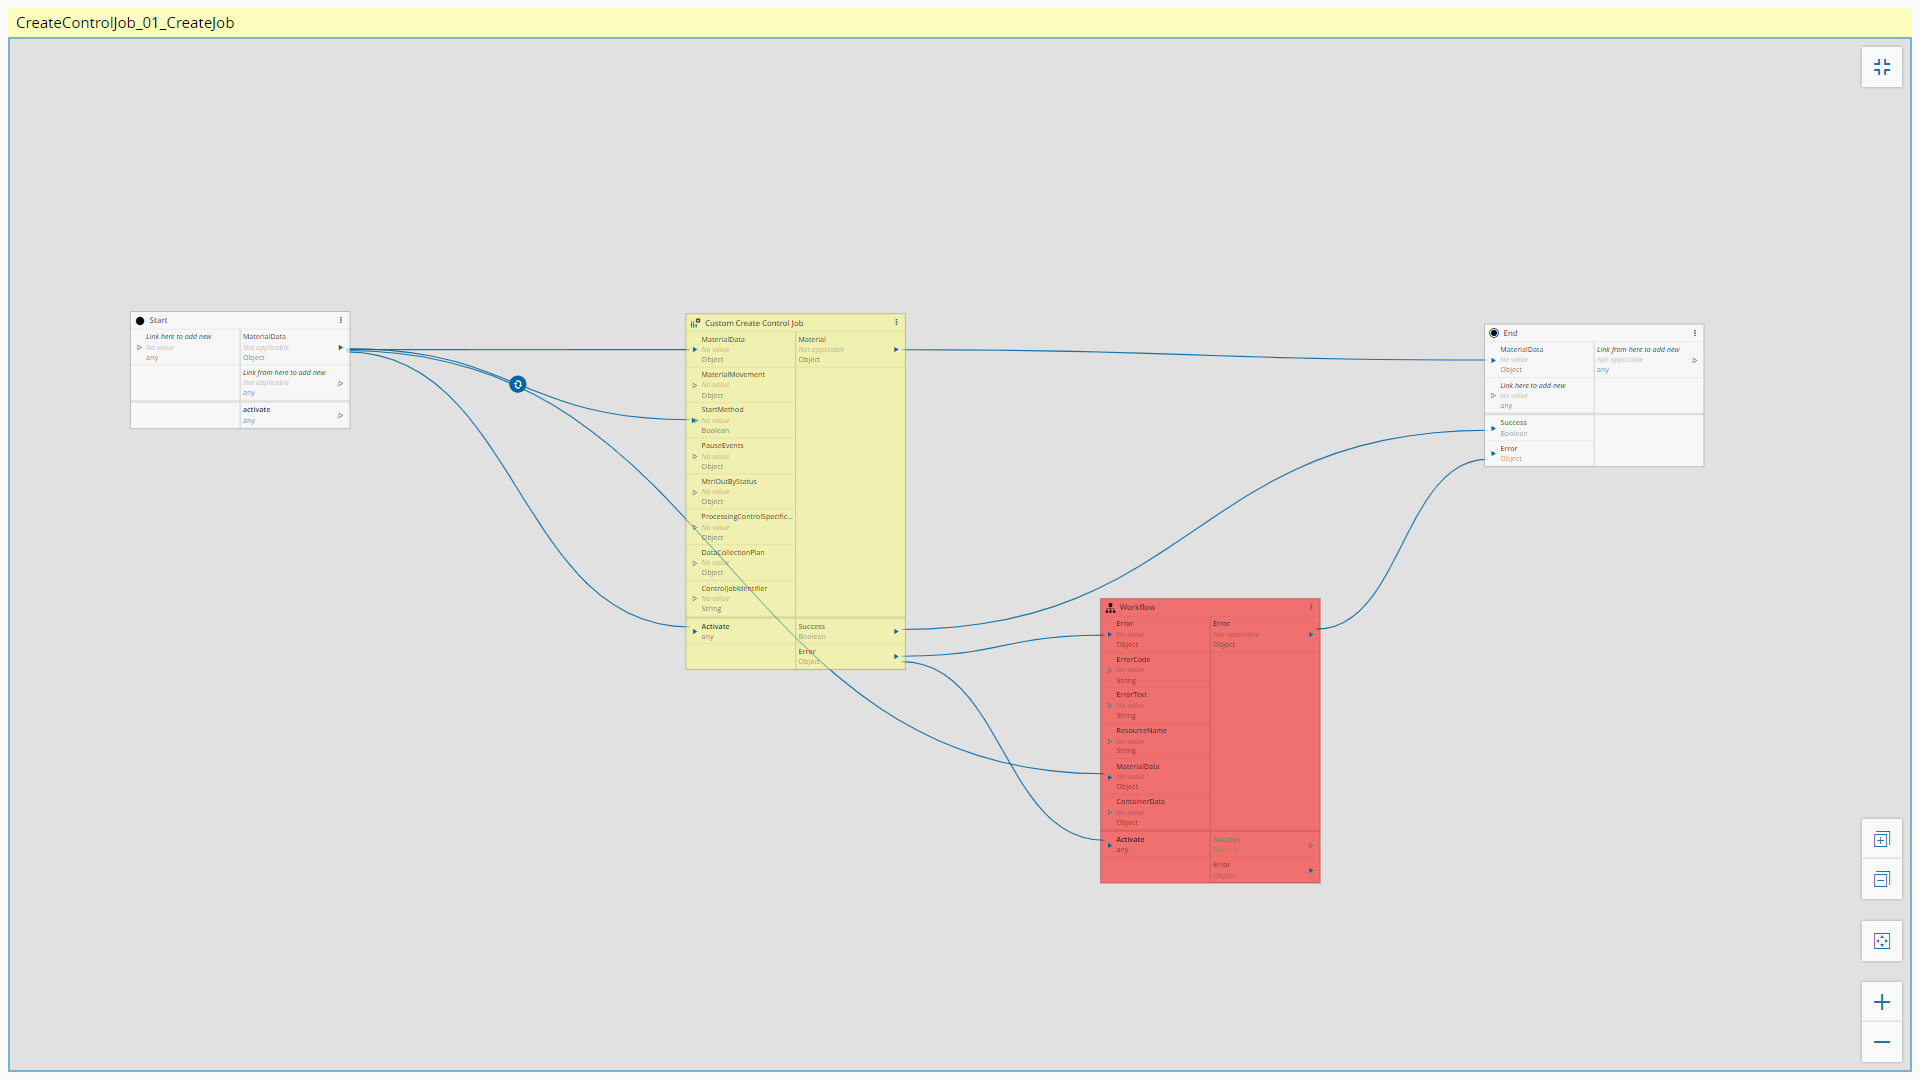 CreateControlJob_01_CreateJob
Start
Link here to add new
No value
any
MaterialData
Not applicable
Object
Link from here to add new
Not applicable
any
activate
any
Custom Create Control Job
MaterialData
No value
Object
MaterialMovement
No value
Object
StartMethod
No value
Boolean
PauseEvents
No value
Object
MtrlOutByStatus
No value
Object
ProcessingControlSpecific...
No value
Object
DataCollectionPlan
No value
Object
ControlJobIdentifier
No value
String
Activate
any
Material
Not applicable
Object
Success
Boolean
Error
Object
Workflow
Error
No value
Object
ErrorCode
No value
String
ErrorText
No value
String
ResourceName
No value
String
MaterialData
No value
Object
ContainerData
No value
Object
Activate
any
Error
Not applicable
Object
Success
Boolean
Error
Object
End
MaterialData
No value
Object
Link here to add new
No value
any
Success
Boolean
Error
Object
Link from here to add new
Not applicable
any